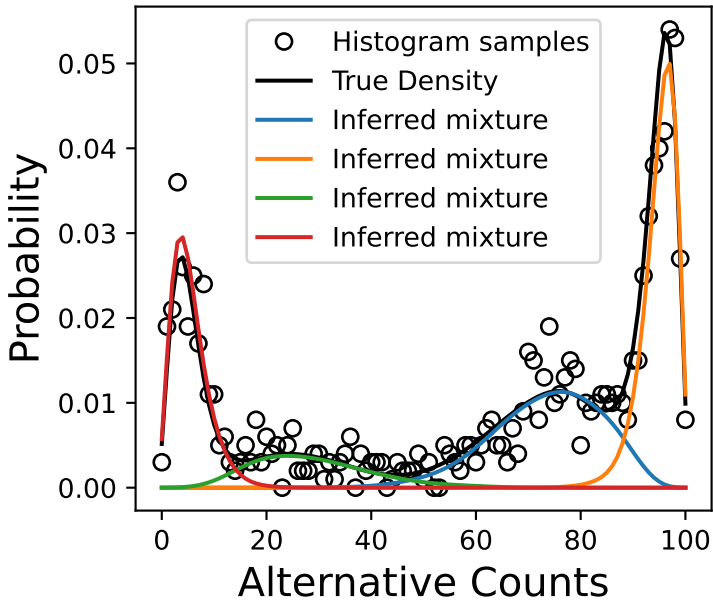 Histogram samples
True Density
Inferred mixture
Inferred mixture
Inferred mixture
Inferred mixture
0.05
0.04
0.03
0.02
0.01
0.00
Probability
0 20 40 60 80 100
Alternative Counts